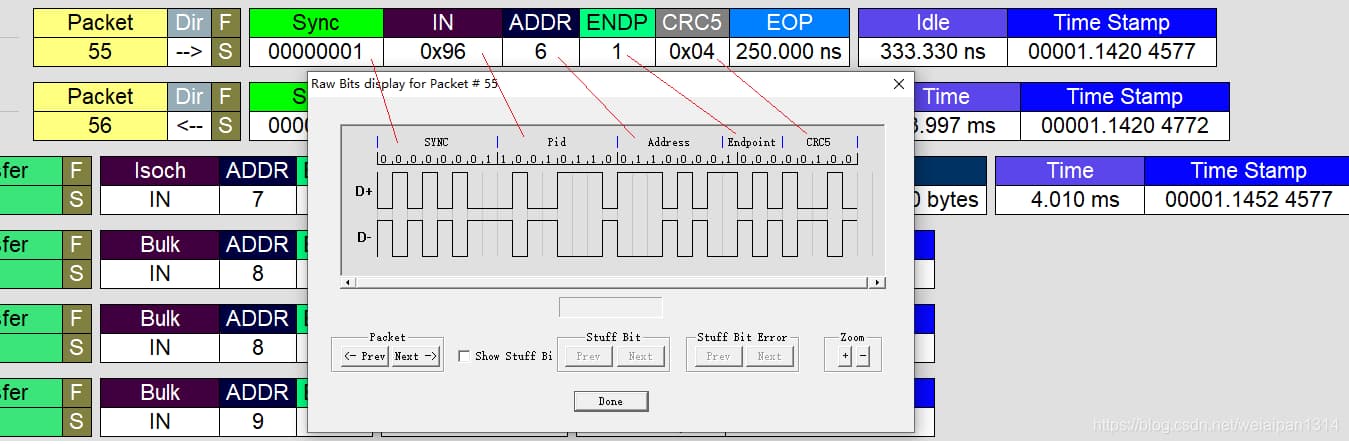 Packet Dir F Sync IN ADDR ENDP CRC5 EOP Idle Time Stamp
55 --> S 00000001 0x96 6 1 0x04 250.000 ns 333.330 ns 00001.1420 4577
Raw Bits display for Packet # 55
Packet Dir F S Time Time Stamp
56 <-- S 000 3.997 ms 00001.1420 4772
SYNC Pid Address Endpoint CRC5
0 0 0 0 0 0 0 1 1 0 0 1 0 1 1 0 0 1 1 0 0 0 0 1 0 0 0 0 0 1 0 0
D+
D-
sfer F Isoch ADDR E Time Time Stamp
S IN 7 0 bytes 4.010 ms 00001.1452 4577
sfer F Bulk ADDR E
S IN 8
sfer F Bulk ADDR E
S IN 8
sfer F Bulk ADDR E
S IN 9
Packet Stuff Bit Stuff Bit Error Zoom
<- Prev Next -> Show Stuff Bi Prev Next Prev Next + -
Done
https://blog.csdn.net/weiaipan1314